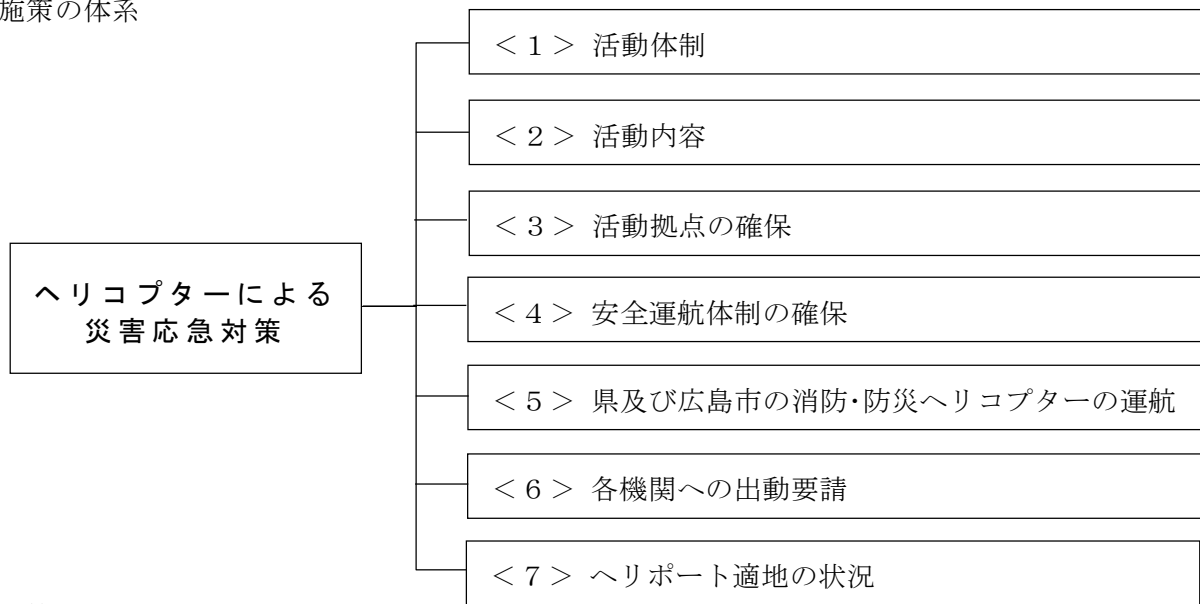 施策の体系
<1> 活動体制
<2> 活動内容
<3> 活動拠点の確保
ヘリコプターによる
災害応急対策
<4> 安全運航体制の確保
<5> 県及び広島市の消防・防災ヘリコプターの運航
<6> 各機関への出動要請
<7> ヘリポート適地の状況